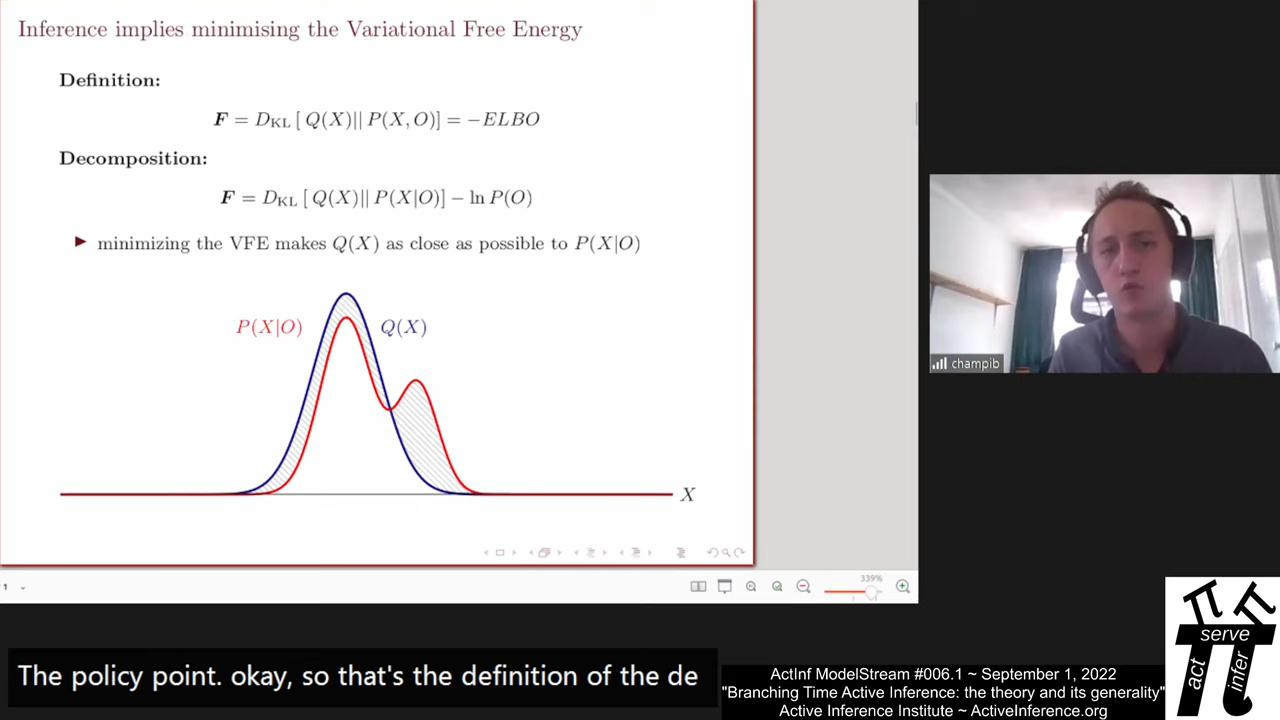 Inference implies minimising the Variational Free Energy
Definition:
F = D_KL [ Q(X)|| P(X, O)] = −ELBO
Decomposition:
F = D_KL [ Q(X)|| P(X|O)] − ln P(O)
▶ minimizing the VFE makes Q(X) as close as possible to P(X|O)
P(X|O)
Q(X)
X
1
339%
champib
The policy point. okay, so that's the definition of the de
ActInf ModelStream #006.1 ~ September 1, 2022
"Branching Time Active Inference: the theory and its generality"
Active Inference Institute ~ ActiveInference.org
π π
serve
π
act
infer